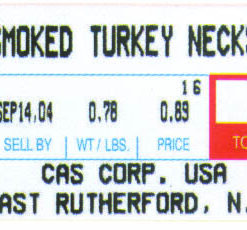 SMOKED TURKEY NECKS
16
SEP14,04 0.78 0.89
SELL BY WT/LBS. PRICE
TO
CAS CORP. USA
EAST RUTHERFORD, N.